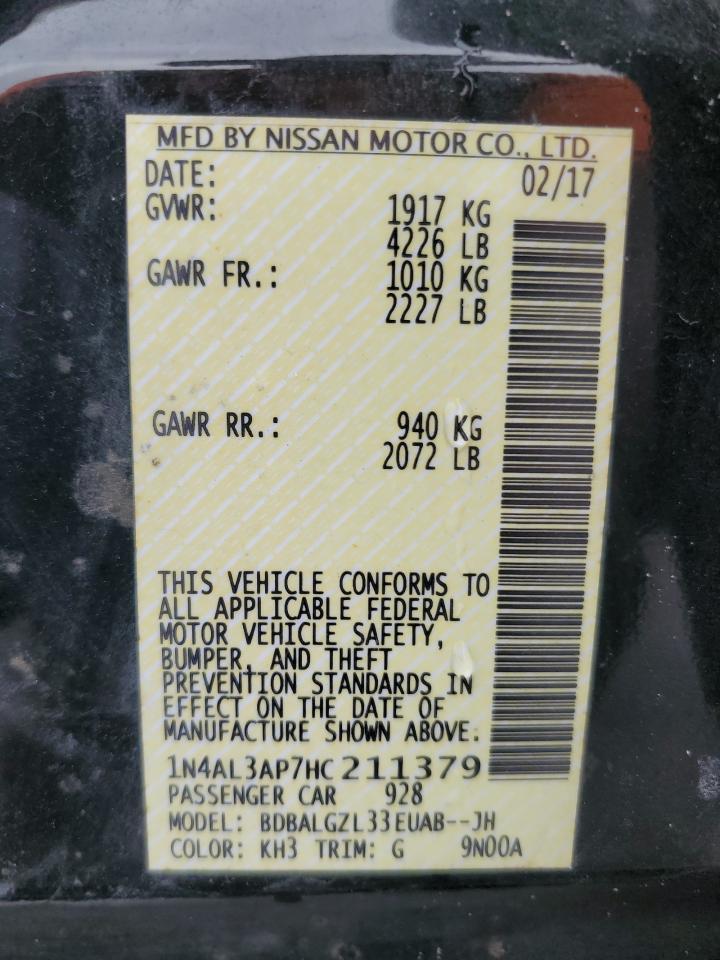 MFD BY NISSAN MOTOR CO., LTD.
DATE: 02/17
GVWR: 1917 KG
4226 LB
GAWR FR.: 1010 KG
2227 LB
GAWR RR.: 940 KG
2072 LB
THIS VEHICLE CONFORMS TO
ALL APPLICABLE FEDERAL
MOTOR VEHICLE SAFETY,
BUMPER, AND THEFT
PREVENTION STANDARDS IN
EFFECT ON THE DATE OF
MANUFACTURE SHOWN ABOVE.
1N4AL3AP7HC211379
PASSENGER CAR 928
MODEL: BDBALGZL33EUAB--JH
COLOR: KH3 TRIM: G 9N00A